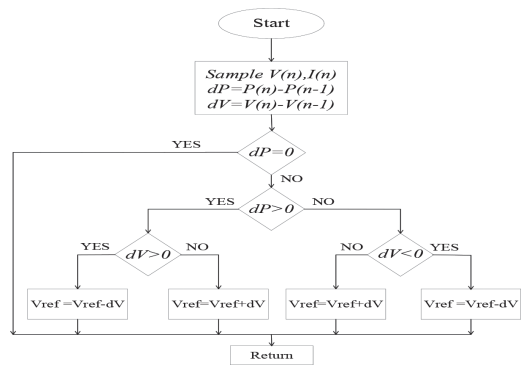 Start
Sample V(n),I(n)
dP=P(n)-P(n-1)
dV=V(n)-V(n-1)
YES
dP=0
NO
YES
dP>0
NO
YES
dV>0
NO
NO
dV<0
YES
Vref =Vref-dV
Vref=Vref+dV
Vref=Vref+dV
Vref =Vref-dV
Return